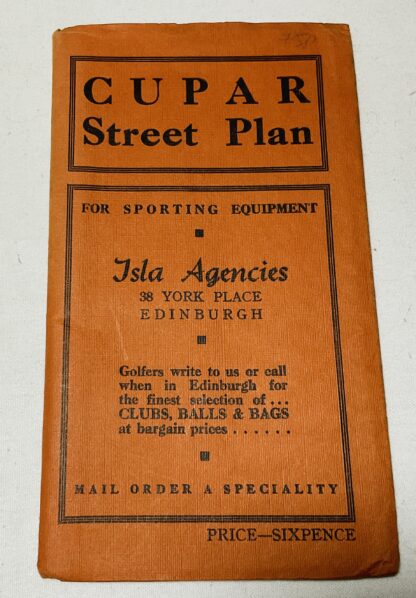 CUPAR
Street Plan
FOR SPORTING EQUIPMENT
Isla Agencies
38 YORK PLACE
EDINBURGH
Golfers write to us or call
when in Edinburgh for
the finest selection of ...
CLUBS, BALLS & BAGS
at bargain prices ......
MAIL ORDER A SPECIALITY
PRICE—SIXPENCE